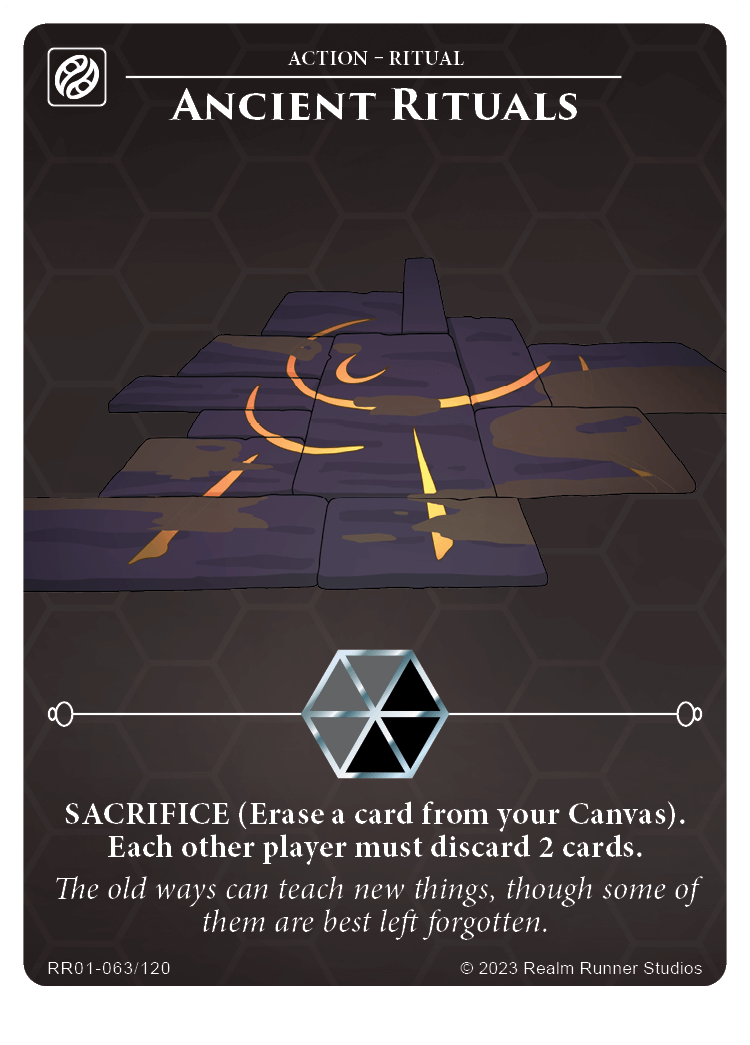 ACTION – RITUAL
ANCIENT RITUALS
SACRIFICE (Erase a card from your Canvas).
Each other player must discard 2 cards.
The old ways can teach new things, though some of
them are best left forgotten.
RR01-063/120
© 2023 Realm Runner Studios